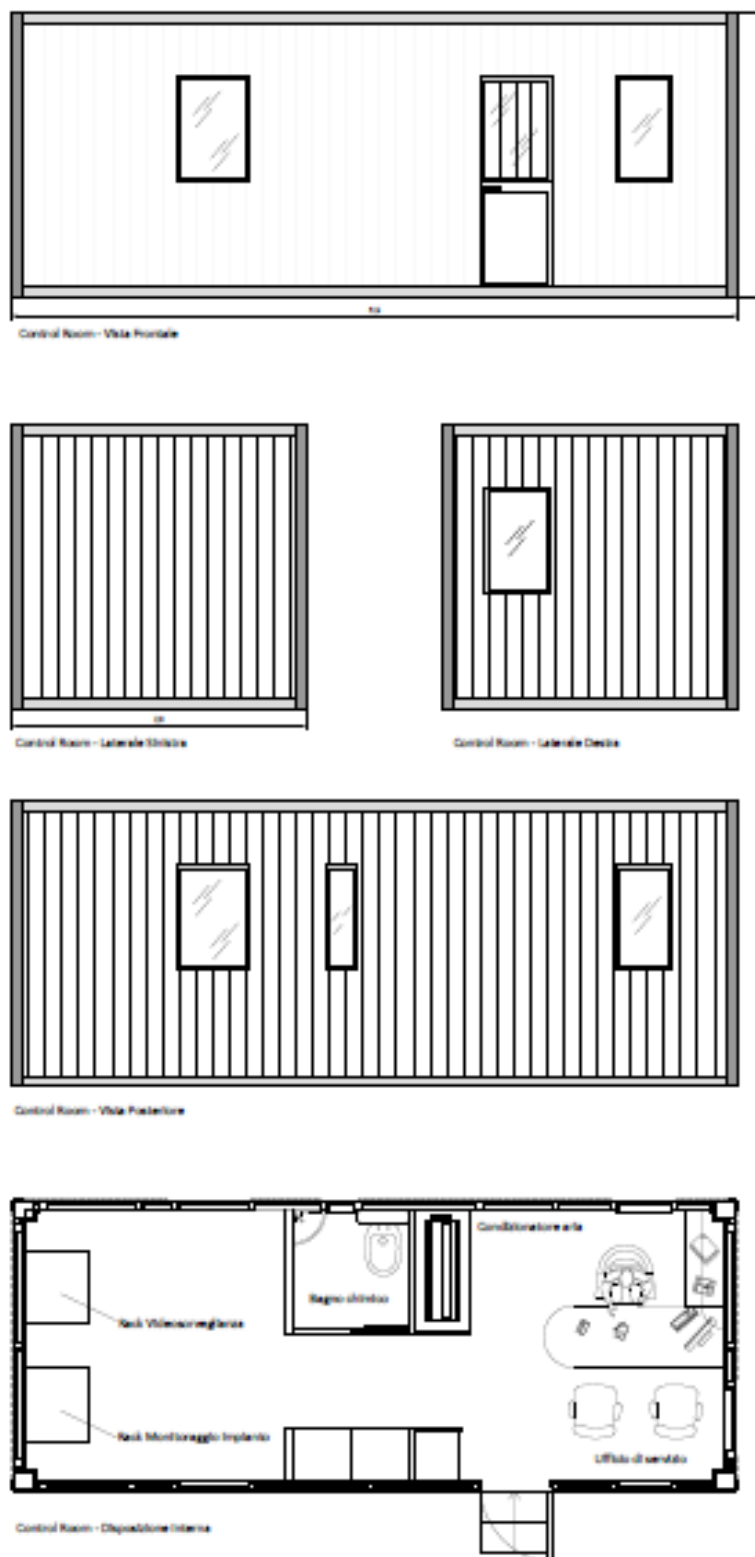 Control Room - Vista Frontale
Control Room - Laterale Sinistra
Control Room - Laterale Destra
Control Room - Vista Posteriore
Condizionatore aria
Bagno chimico
Rack Videosorveglianza
Rack Monitoraggio Impianto
Ufficio di servizio
Control Room - Disposizione Interna